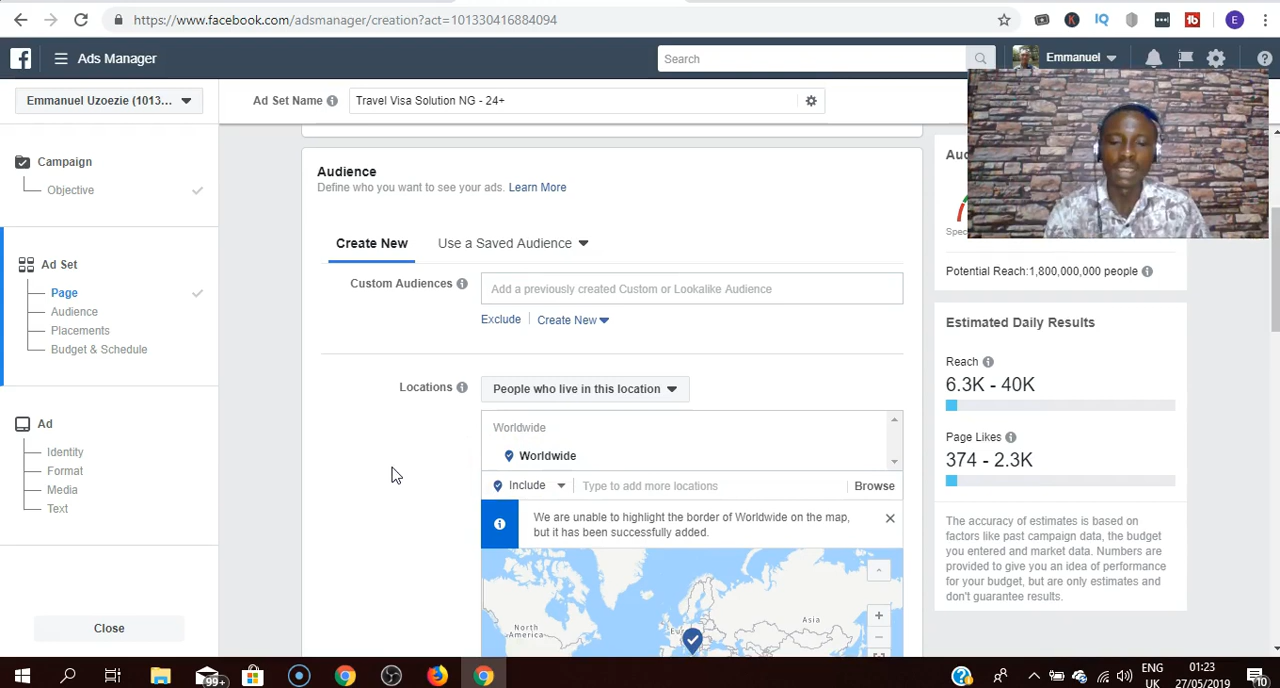 https://www.facebook.com/adsmanager/creation?act=101330416884094
K
IQ
E
Ads Manager
Search
Emmanuel
Emmanuel Uzoezie (1013...
Ad Set Name
Travel Visa Solution NG - 24+
Campaign
Objective
Ad Set
Page
Audience
Placements
Budget & Schedule
Ad
Identity
Format
Media
Text
Close
Audience
Define who you want to see your ads. Learn More
Create New
Use a Saved Audience
Custom Audiences
Add a previously created Custom or Lookalike Audience
Exclude
Create New
Locations
People who live in this location
Worldwide
Worldwide
Include
Type to add more locations
Browse
We are unable to highlight the border of Worldwide on the map,
but it has been successfully added.
North
America
Asia
Potential Reach:1,800,000,000 people
Estimated Daily Results
Reach
6.3K - 40K
Page Likes
374 - 2.3K
The accuracy of estimates is based on
factors like past campaign data, the budget
you entered and market data. Numbers are
provided to give you an idea of performance
for your budget, but are only estimates and
don't guarantee results.
99+
ENG
UK
01:23
27/05/2019
10